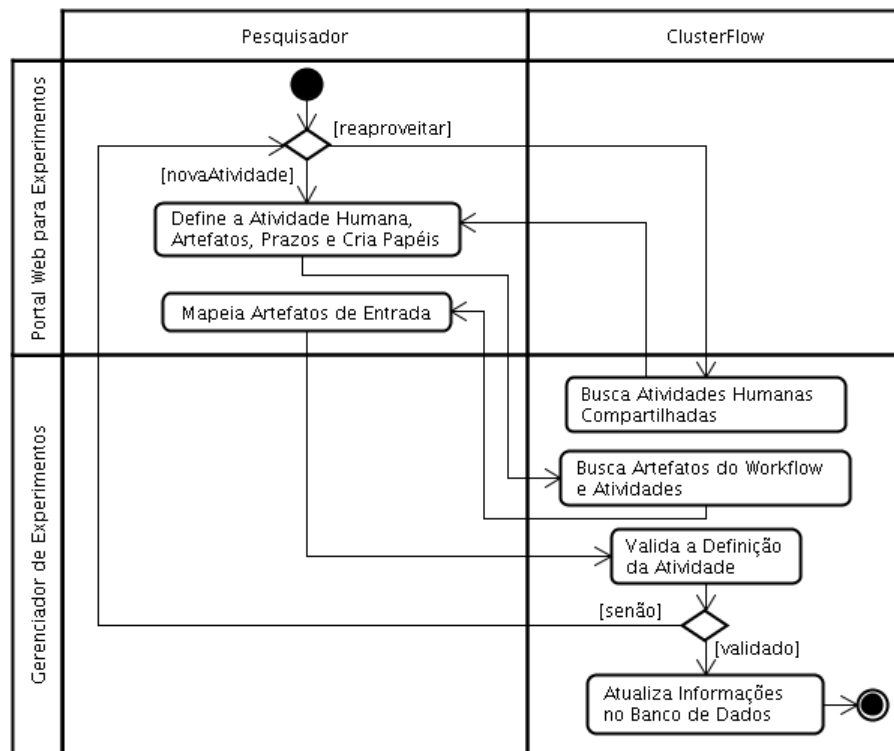 Pesquisador
ClusterFlow
Portal Web para Experimentos
[reaproveitar]
[novaAtividade]
Define a Atividade Humana,
Artefatos, Prazos e Cria Papéis
Mapeia Artefatos de Entrada
Gerenciador de Experimentos
Busca Atividades Humanas
Compartilhadas
Busca Artefatos do Workflow
e Atividades
Valida a Definição
da Atividade
[senão]
[validado]
Atualiza Informações
no Banco de Dados